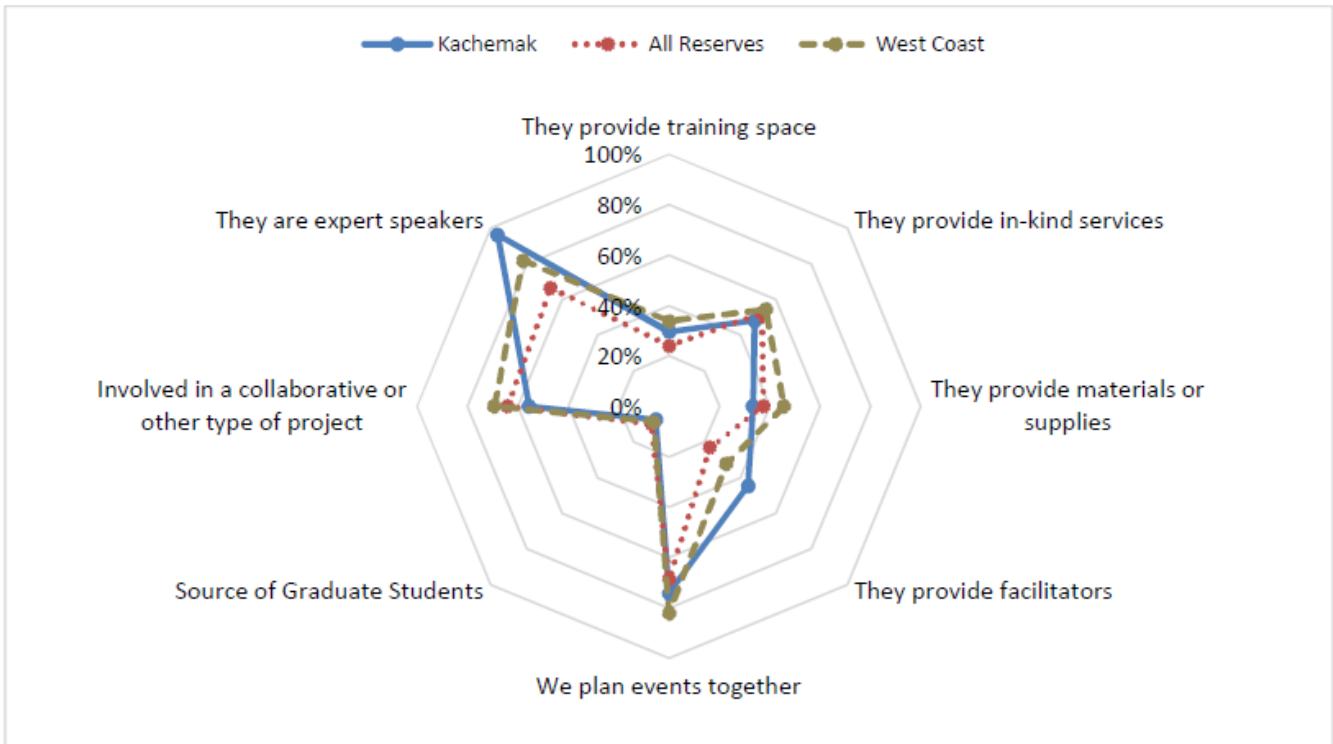 Kachemak All Reserves West Coast
They provide training space
100%
They are expert speakers
They provide in-kind services
80%
60%
40%
20%
Involved in a collaborative or
other type of project
0%
They provide materials or
supplies
Source of Graduate Students
They provide facilitators
We plan events together